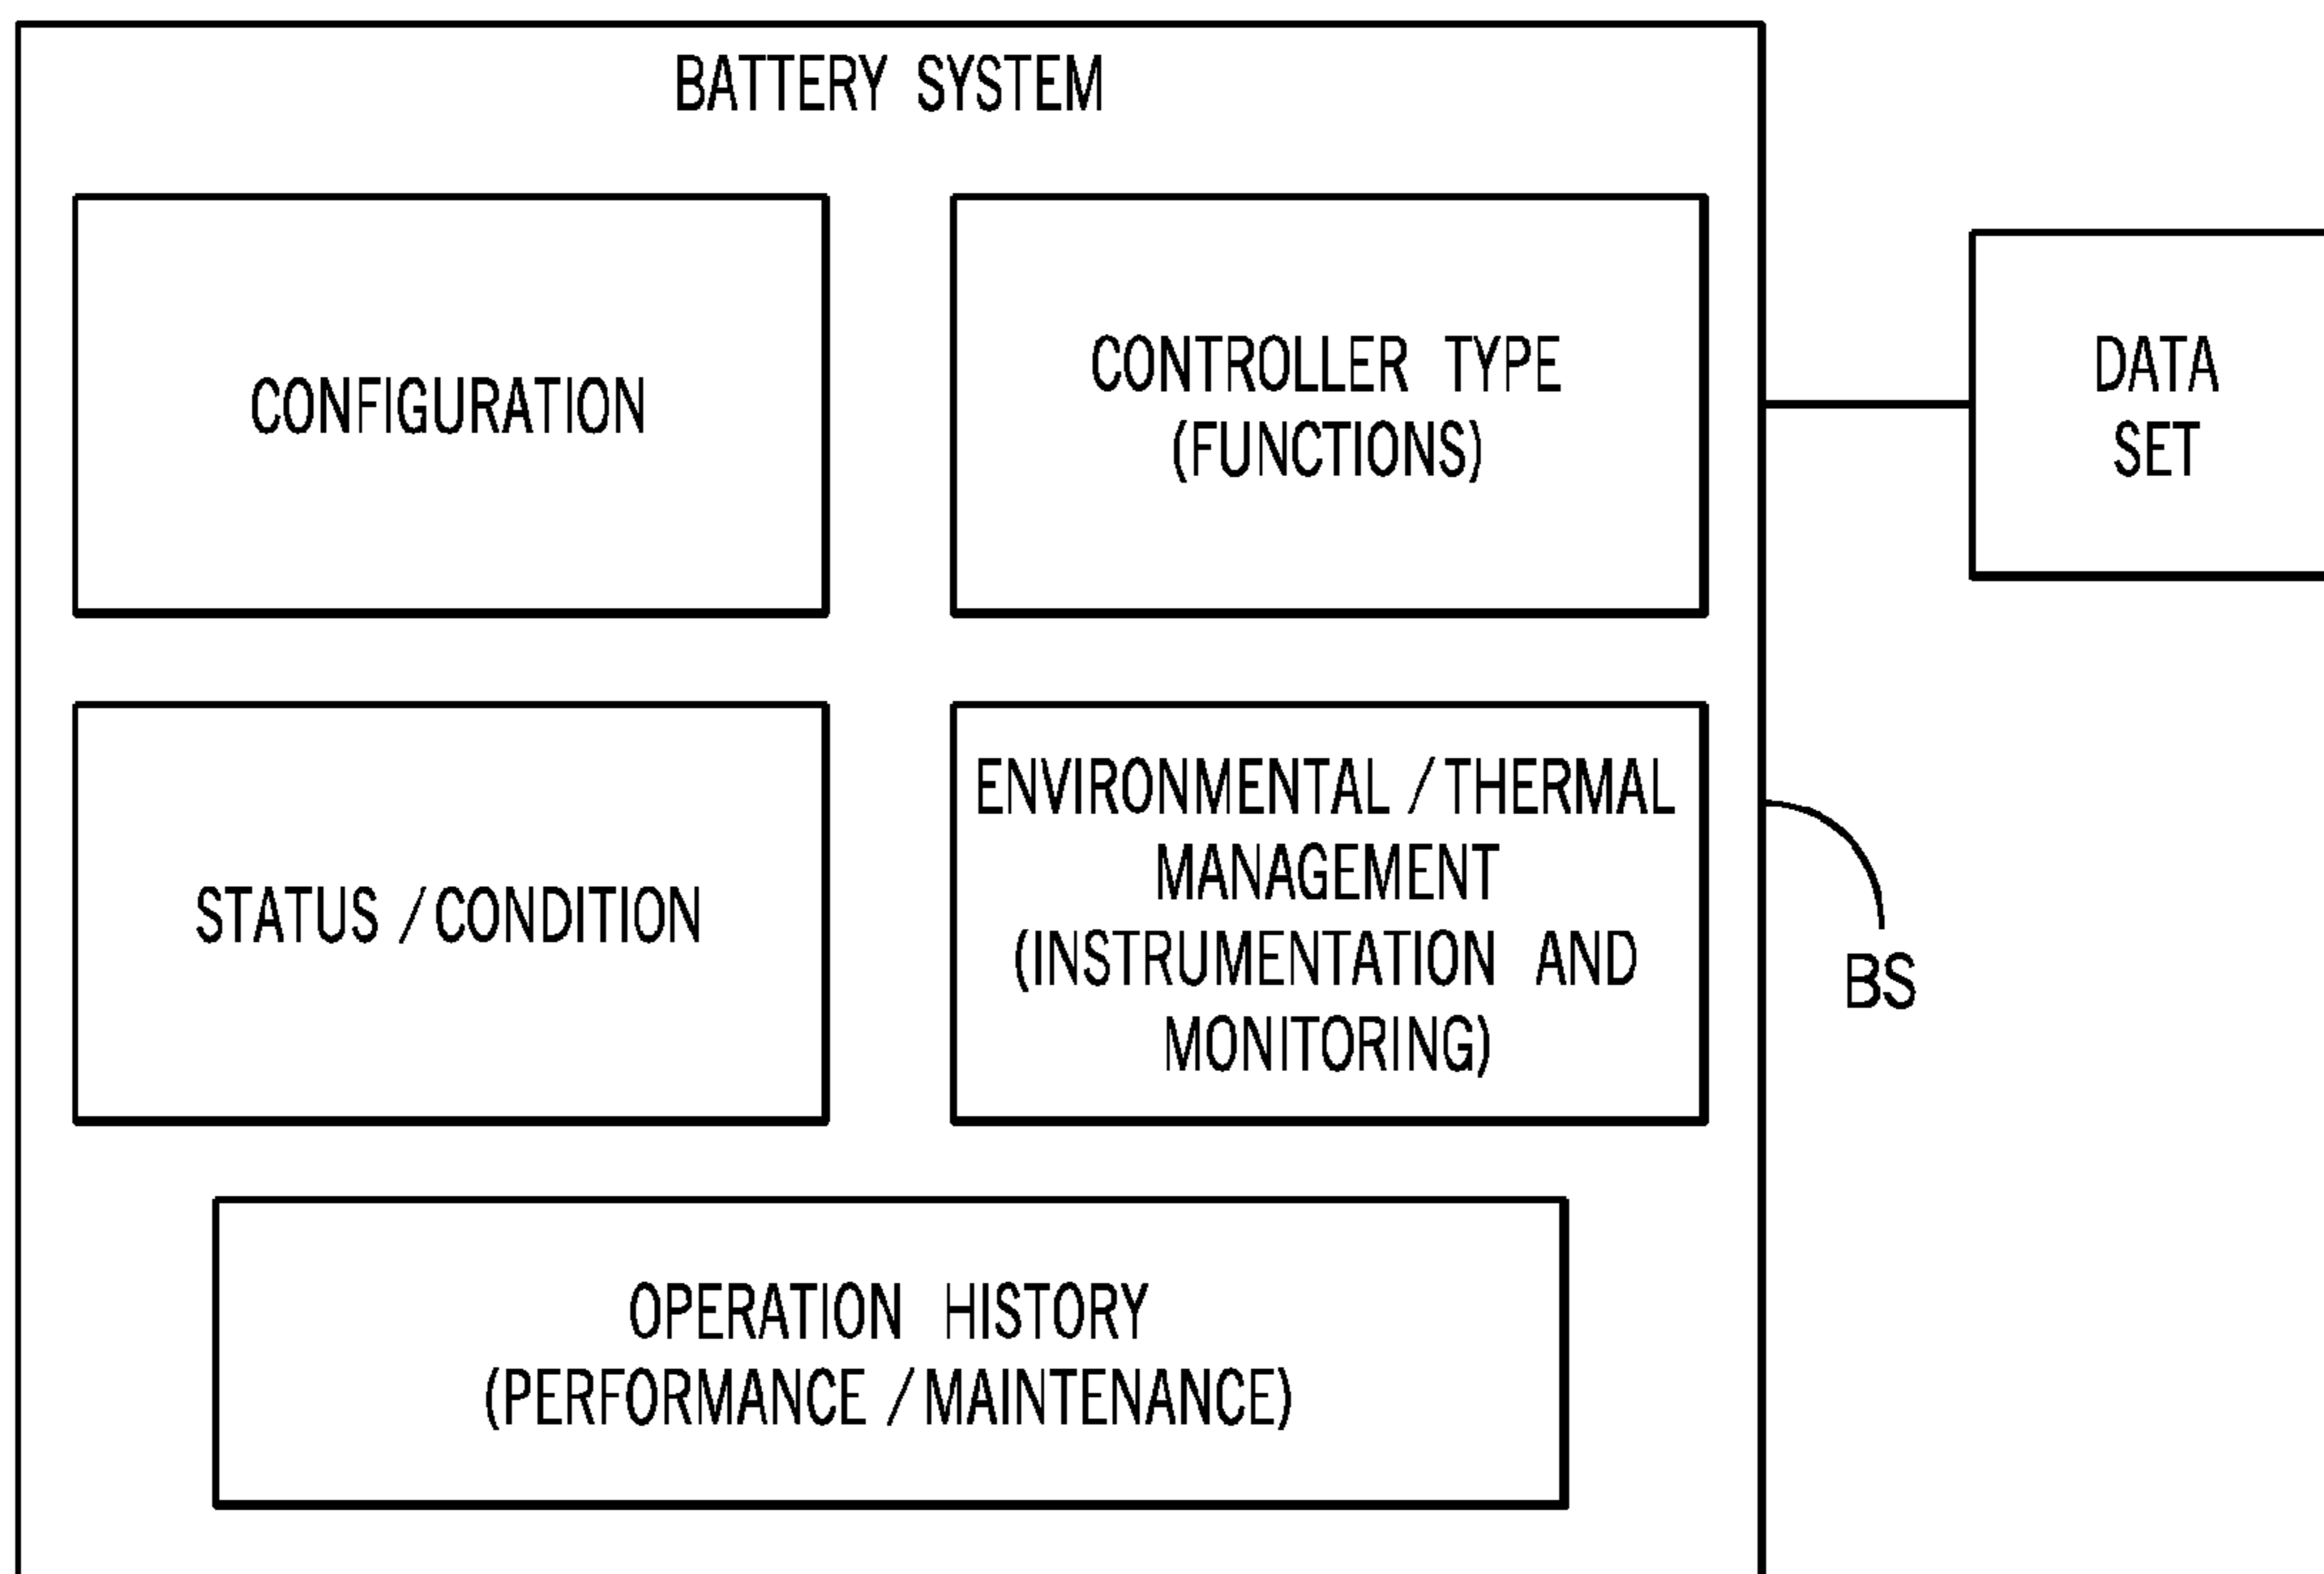 BATTERY SYSTEM
CONFIGURATION
CONTROLLER TYPE
(FUNCTIONS)
DATA
SET
STATUS / CONDITION
ENVIRONMENTAL / THERMAL
MANAGEMENT
(INSTRUMENTATION AND
MONITORING)
BS
OPERATION HISTORY
(PERFORMANCE / MAINTENANCE)